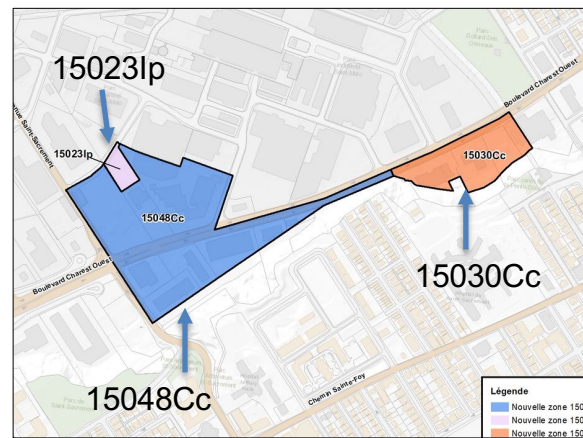 15023Ip
15023Ip
15048Cc
15030Cc
Boulevard Charest Ouest
Boulevard Charest Ouest
15030Cc
15048Cc
Chemin Sainte-Foy
Légende
Nouvelle zone 150
Nouvelle zone 150
Nouvelle zone 150